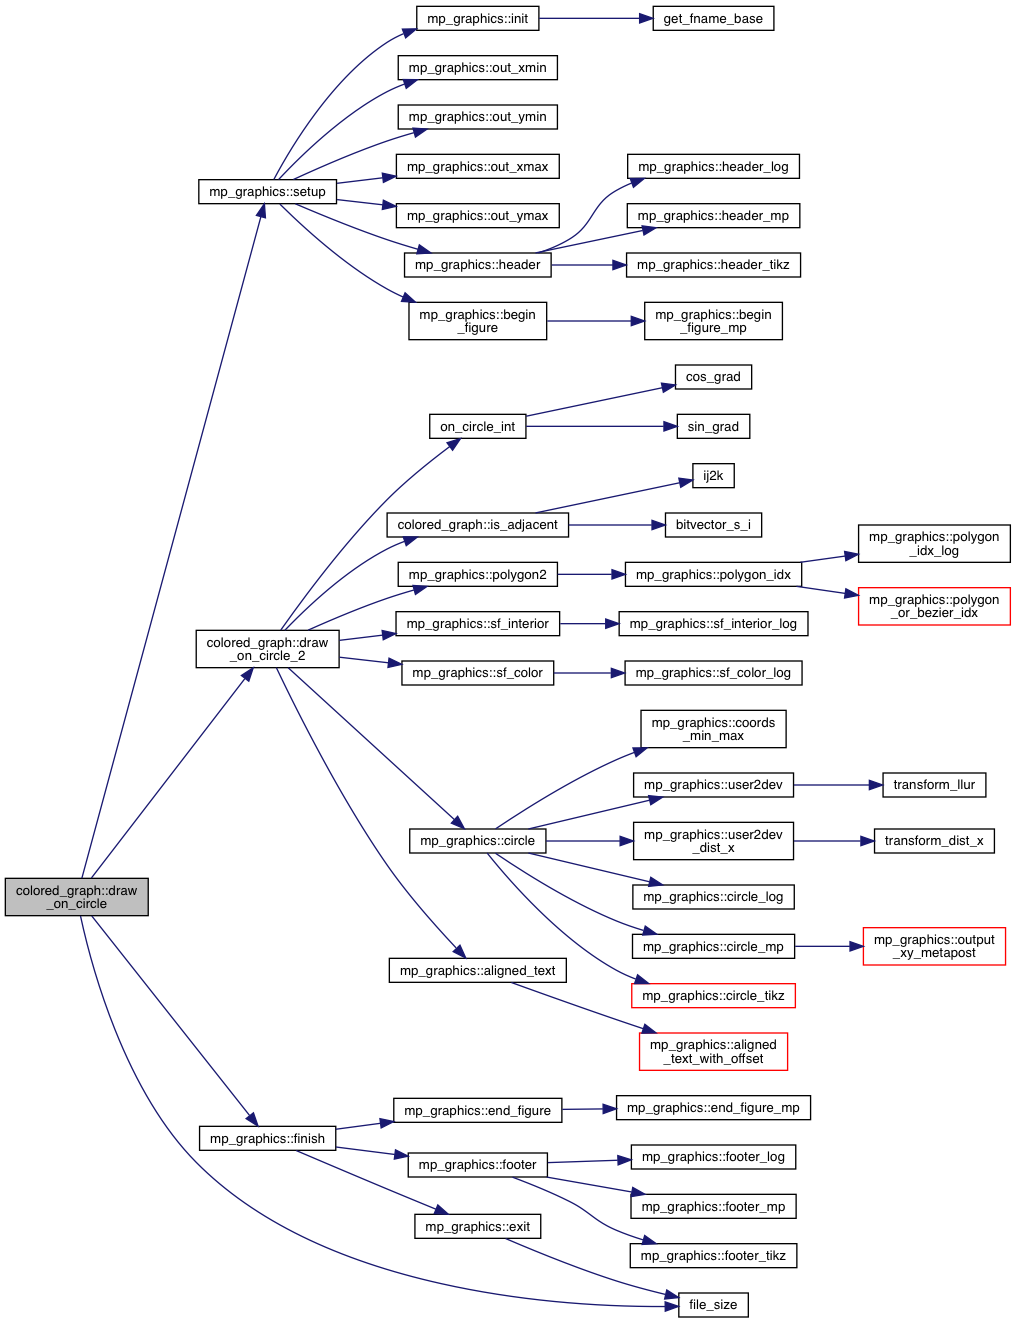 mp_graphics::init
get_fname_base
mp_graphics::out_xmin
mp_graphics::out_ymin
mp_graphics::out_xmax
mp_graphics::header_log
mp_graphics::setup
mp_graphics::out_ymax
mp_graphics::header_mp
mp_graphics::header
mp_graphics::header_tikz
mp_graphics::begin
_figure
mp_graphics::begin
_figure_mp
cos_grad
on_circle_int
sin_grad
ij2k
colored_graph::is_adjacent
bitvector_s_i
mp_graphics::polygon
_idx_log
mp_graphics::polygon2
mp_graphics::polygon_idx
mp_graphics::polygon
_or_bezier_idx
mp_graphics::sf_interior
mp_graphics::sf_interior_log
colored_graph::draw
_on_circle_2
mp_graphics::sf_color
mp_graphics::sf_color_log
mp_graphics::coords
_min_max
mp_graphics::user2dev
transform_llur
mp_graphics::circle
mp_graphics::user2dev
_dist_x
transform_dist_x
colored_graph::draw
_on_circle
mp_graphics::circle_log
mp_graphics::circle_mp
mp_graphics::output
_xy_metapost
mp_graphics::aligned_text
mp_graphics::circle_tikz
mp_graphics::aligned
_text_with_offset
mp_graphics::end_figure
mp_graphics::end_figure_mp
mp_graphics::finish
mp_graphics::footer
mp_graphics::footer_log
mp_graphics::footer_mp
mp_graphics::exit
mp_graphics::footer_tikz
file_size